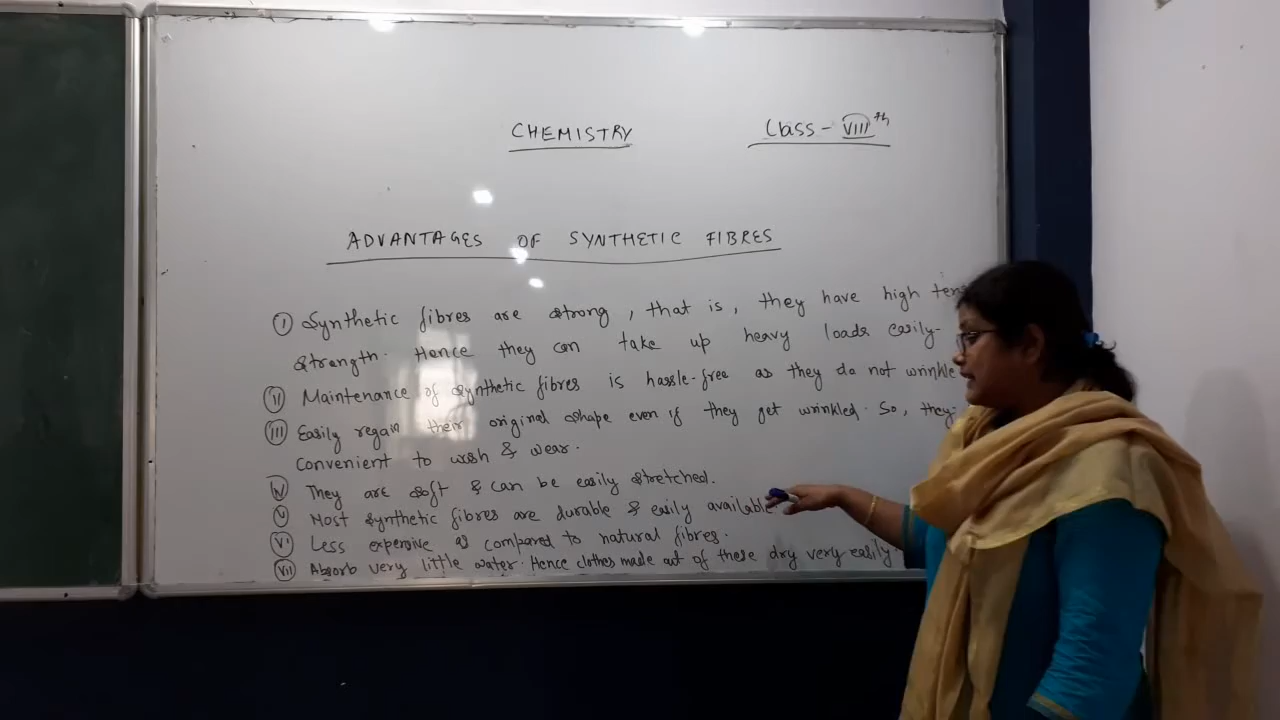 CHEMISTRY Class - VIII th
ADVANTAGES OF SYNTHETIC FIBRES
(I) Synthetic fibres are strong, that is, they have high
strength. Hence they can take up heavy loads easily.
(II) Maintenance of synthetic fibres is hassle-free as they do not wrinkle
(III) Easily regain their original shape even if they get wrinkled. So, they
convenient to wash & wear.
(IV) They are soft & can be easily stretched.
(V) Most synthetic fibres are durable & easily available
(VI) Less expensive as compared to natural fibres.
(VII) Absorb very little water. Hence clothes made out of these dry very easily